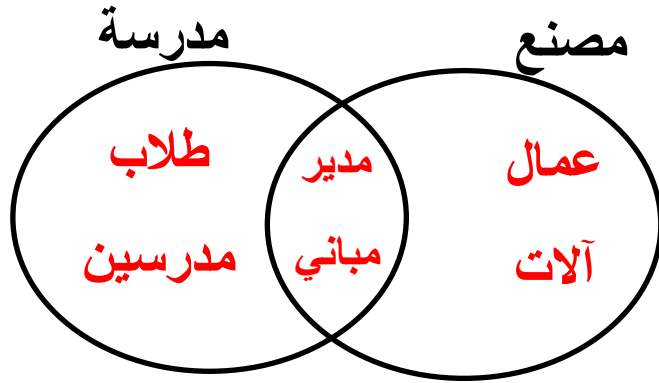 مصنع
مدرسة
عمال
مدير
طلاب
آلات
مباني
مدرسين